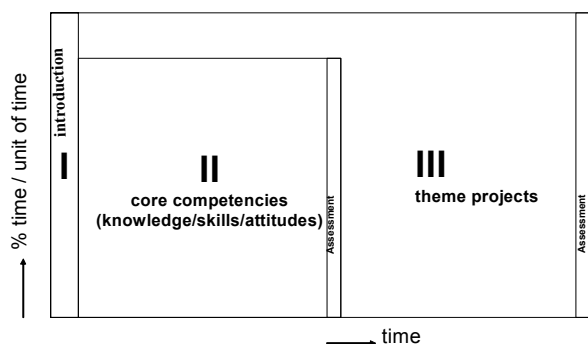 % time / unit of time
I introduction
II
core competencies
(knowledge/skills/attitudes)
Assessment
III
theme projects
Assessment
time